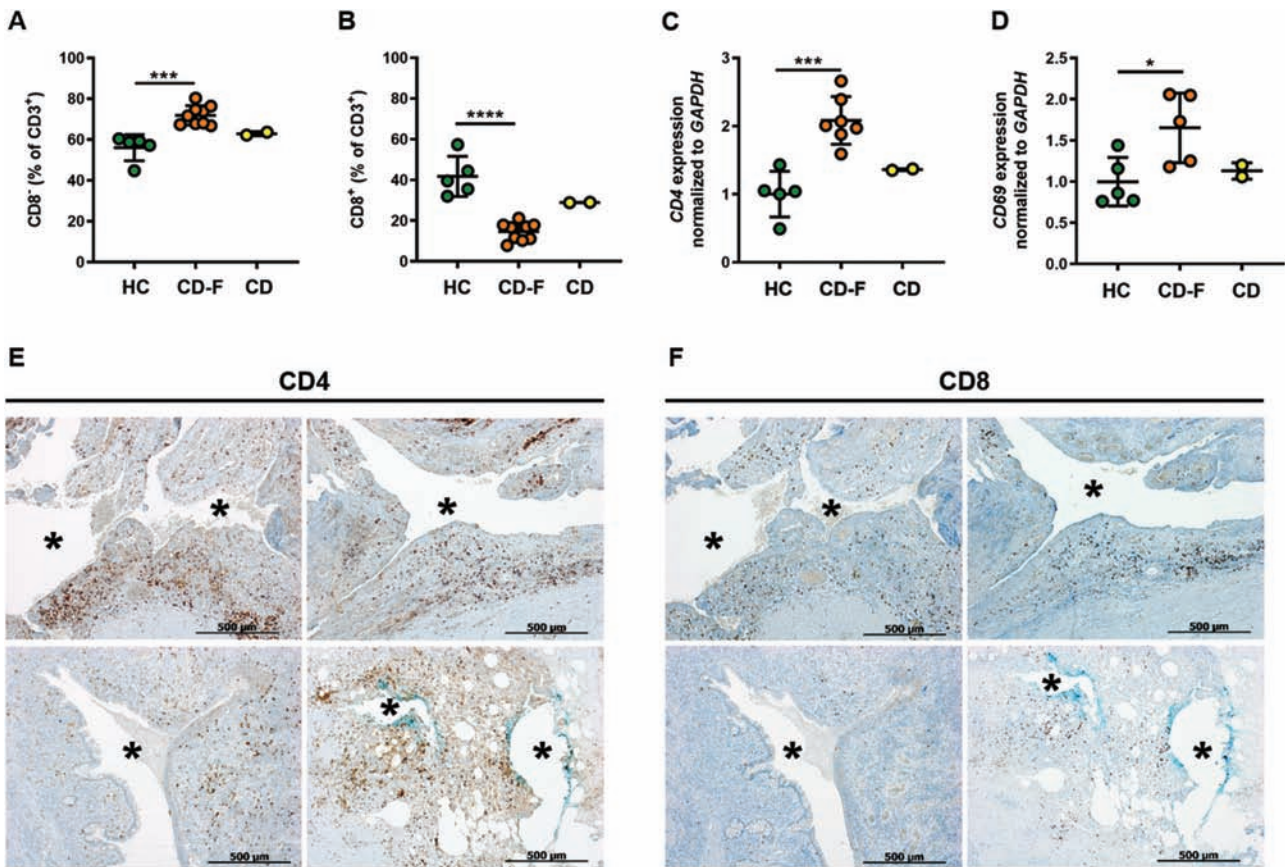 A
CD8⁻ (% of CD3⁺)
100
80
60
40
20
0
***
HC CD-F CD
B
CD8⁺ (% of CD3⁺)
100
80
60
40
20
0
****
HC CD-F CD
C
CD4 expression
normalized to GAPDH
3
2
1
0
***
HC CD-F CD
D
CD69 expression
normalized to GAPDH
2.5
2.0
1.5
1.0
0.5
0.0
*
HC CD-F CD
E
CD4
* * *
500 µm 500 µm
* * *
500 µm 500 µm
F
CD8
* * *
500 µm 500 µm
* * *
500 µm 500 µm